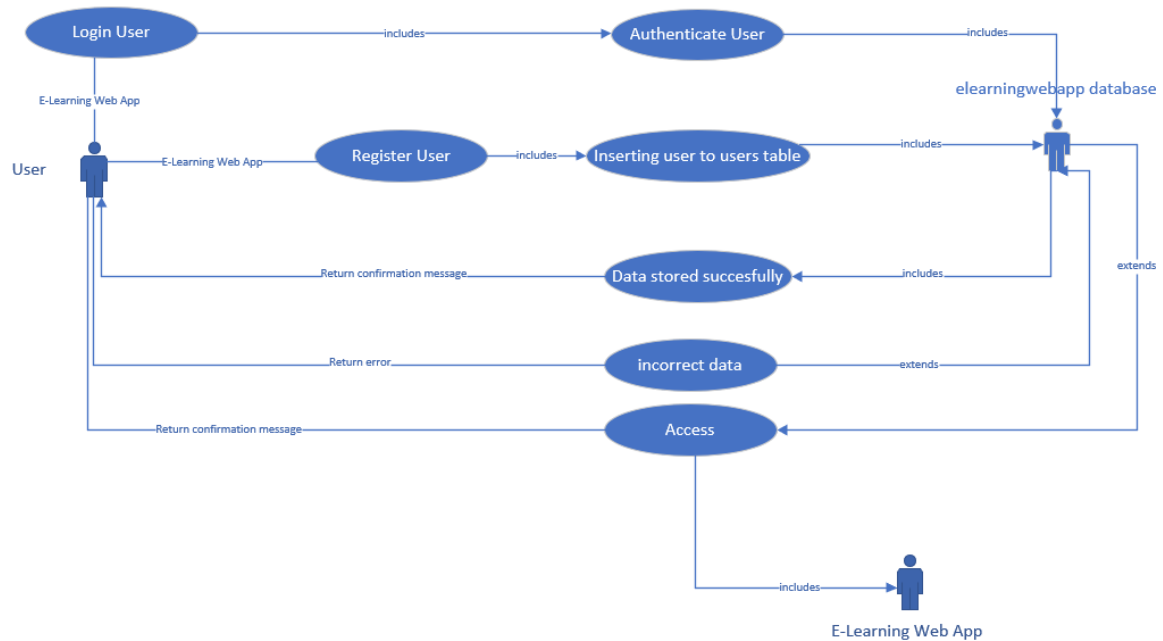 Login User
includes
Authenticate User
includes
E-Learning Web App
elearningwebapp database
User
E-Learning Web App
Register User
includes
Inserting user to users table
includes
Return confirmation message
Data stored succesfully
includes
extends
Return error
incorrect data
extends
Return confirmation message
Access
includes
E-Learning Web App